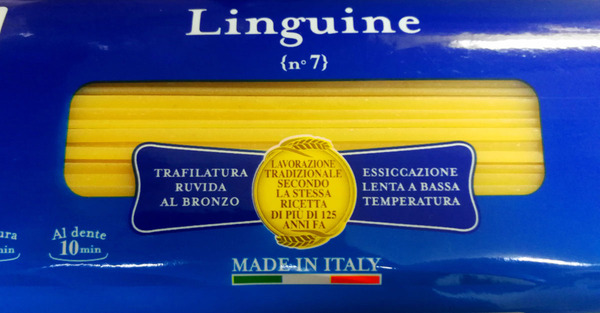 Linguine
{n° 7}
TRAFILATURA
RUVIDA
AL BRONZO
LAVORAZIONE
TRADIZIONALE
SECONDO
LA STESSA
RICETTA
DI PIÙ DI 125
ANNI FA
ESSICCAZIONE
LENTA A BASSA
TEMPERATURA
Al dente
10 min
MADE IN ITALY